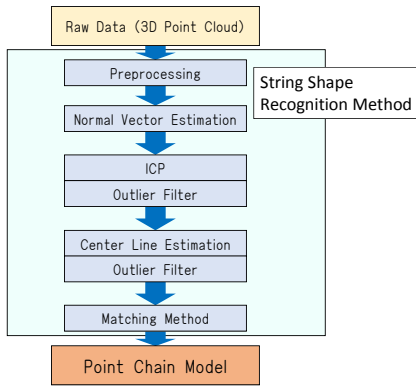 Raw Data (3D Point Cloud)
String Shape
Recognition Method
Preprocessing
Normal Vector Estimation
ICP
Outlier Filter
Center Line Estimation
Outlier Filter
Matching Method
Point Chain Model